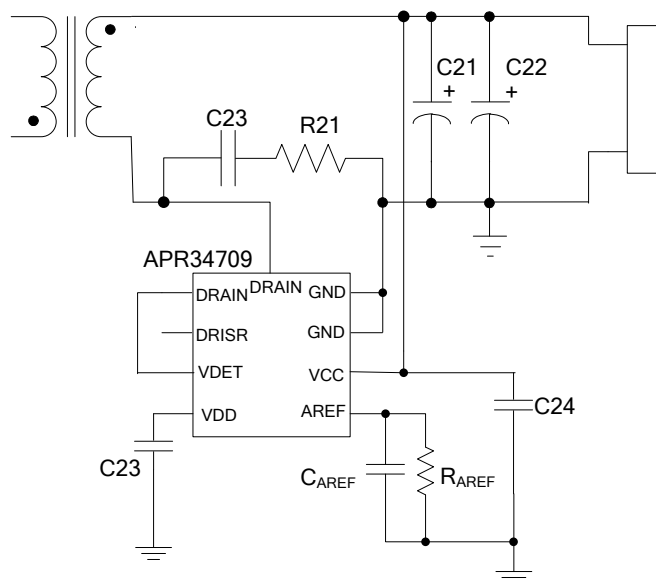 C21
+
C22
+
C23
R21
APR34709
DRAIN
DRAIN
GND
DRISR
GND
VDET
VCC
VDD
AREF
C23
C24
CAREF
RAREF